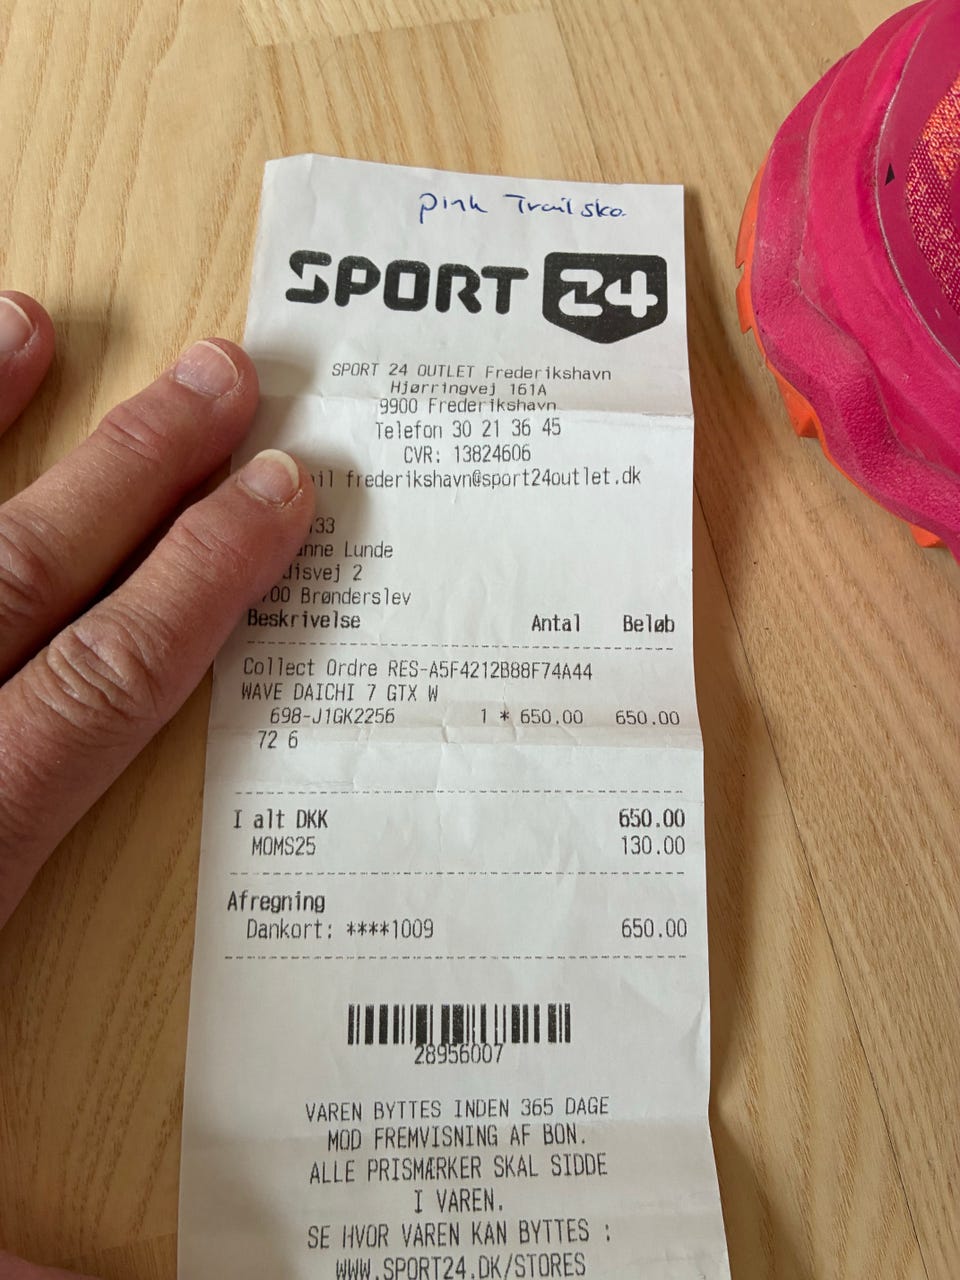 pink Trail sko.
SPORT 24
SPORT 24 OUTLET Frederikshavn
Hjørringvej 161A
9900 Frederikshavn
Telefon 30 21 36 45
CVR: 13824606
frederikshavn@sport24outlet.dk
Lunde
2
Brønderslev
Beskrivelse Antal Beløb
Collect Ordre RES-A5F4212B88F74A44
WAVE DAICHI 7 GTX W
698-J1GK2256 1 * 650.00 650.00
72 6
I alt DKK 650.00
MOMS25 130.00
Afregning
Dankort: ****1009 650.00
28956007
VAREN BYTTES INDEN 365 DAGE
MOD FREMVISNING AF BON.
ALLE PRISMÆRKER SKAL SIDDE
I VAREN.
SE HVOR VAREN KAN BYTTES :
WWW.SPORT24.DK/STORES